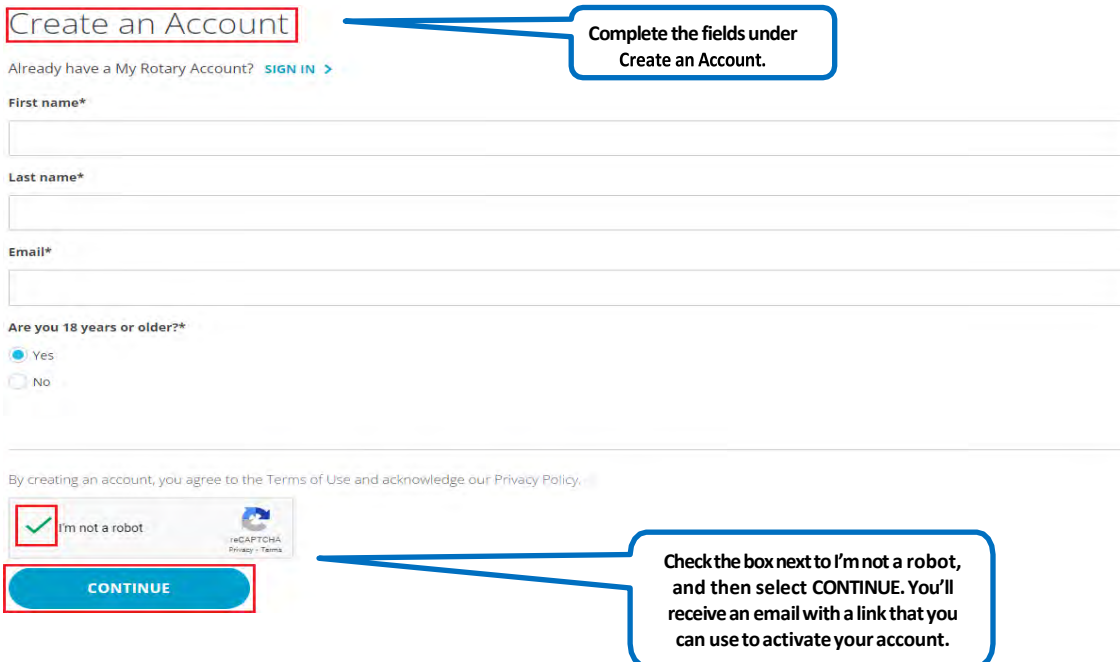 Create an Account
Complete the fields under
Create an Account.
Already have a My Rotary Account? SIGN IN >
First name*
Last name*
Email*
Are you 18 years or older?*
Yes
No
By creating an account, you agree to the Terms of Use and acknowledge our Privacy Policy.
I'm not a robot
reCAPTCHA
Privacy - Terms
CONTINUE
Check the box next to I'm not a robot,
and then select CONTINUE. You'll
receive an email with a link that you
can use to activate your account.